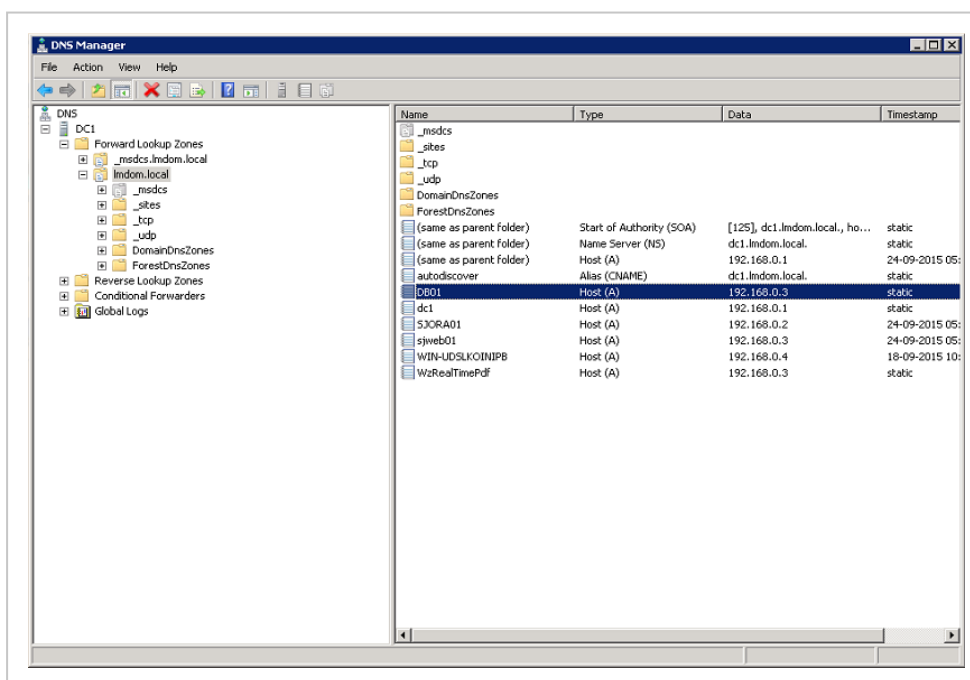 DNS Manager
File Action View Help
DNS
DC1
Forward Lookup Zones
_msdcs.lmdom.local
lmdom.local
_msdcs
_sites
_tcp
_udp
DomainDnsZones
ForestDnsZones
Reverse Lookup Zones
Conditional Forwarders
Global Logs
Name Type Data Timestamp
_msdcs
_sites
_tcp
_udp
DomainDnsZones
ForestDnsZones
(same as parent folder) Start of Authority (SOA) [125], dc1.lmdom.local., ho... static
(same as parent folder) Name Server (NS) dc1.lmdom.local. static
(same as parent folder) Host (A) 192.168.0.1 24-09-2015 05:
autodiscover Alias (CNAME) dc1.lmdom.local. static
DB01 Host (A) 192.168.0.3 static
dc1 Host (A) 192.168.0.1 static
SJORA01 Host (A) 192.168.0.2 24-09-2015 05:
sjweb01 Host (A) 192.168.0.3 24-09-2015 05:
WIN-UDSLKOINIPB Host (A) 192.168.0.4 18-09-2015 10:
WzRealTimePdf Host (A) 192.168.0.3 static